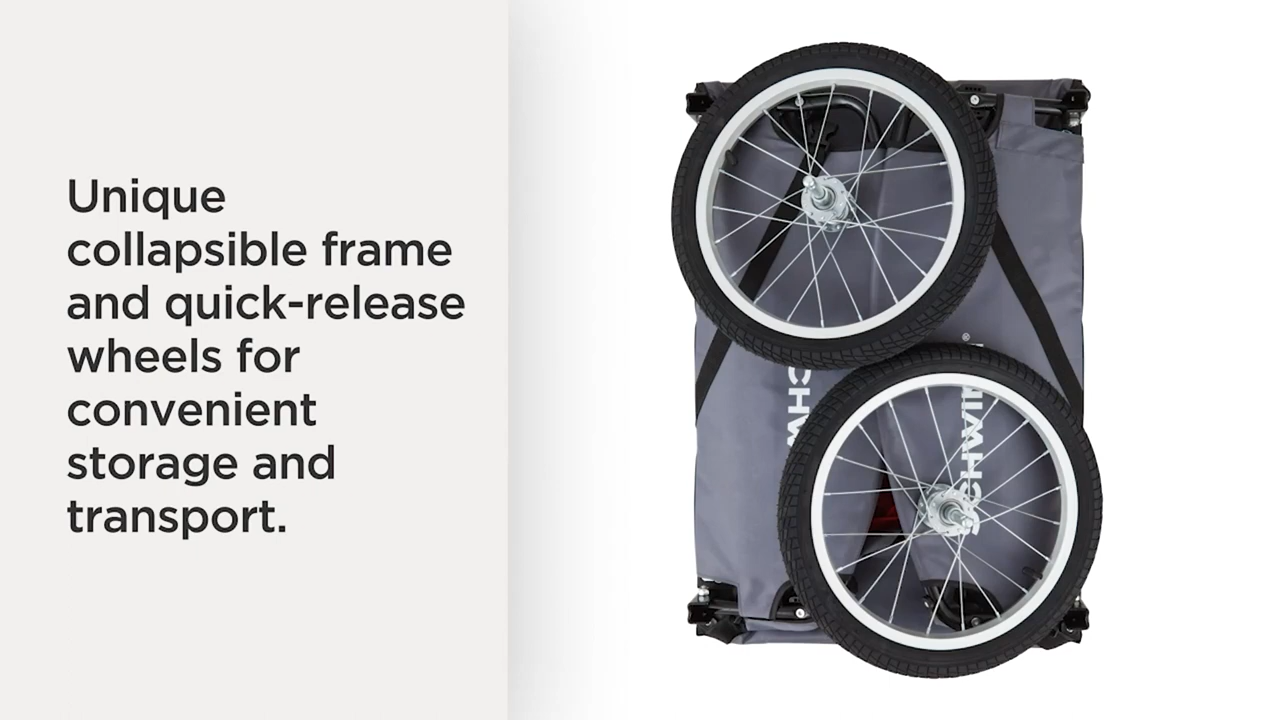 Unique
collapsible frame
and quick-release
wheels for
convenient
storage and
transport.